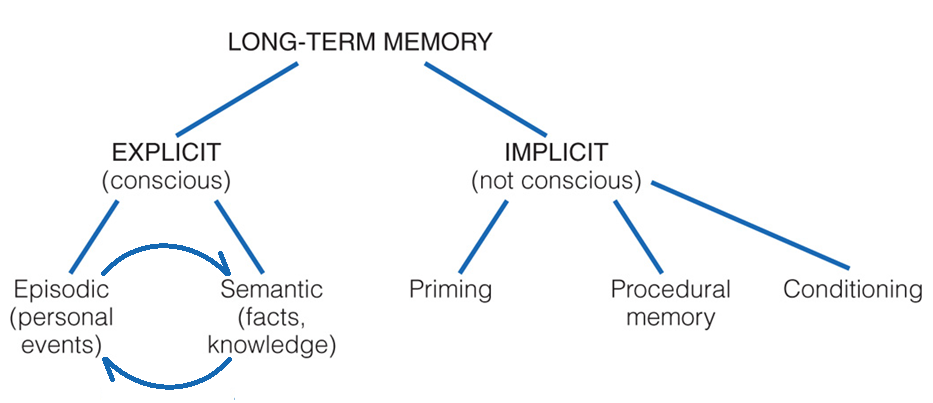 LONG-TERM MEMORY
EXPLICIT
(conscious)
IMPLICIT
(not conscious)
Episodic
(personal
events)
Semantic
(facts,
knowledge)
Priming
Procedural
memory
Conditioning